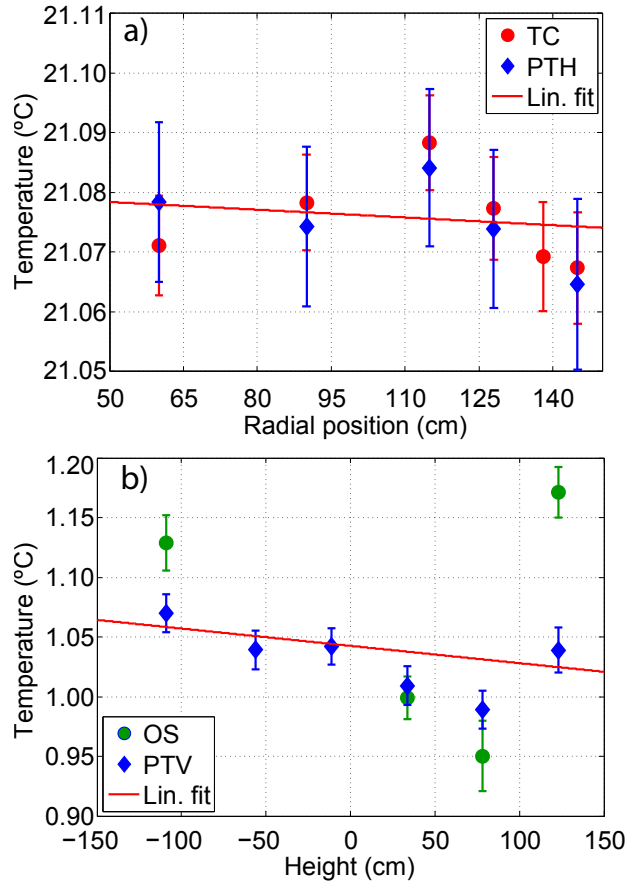 a)
21.11
21.10
21.09
21.08
21.07
21.06
21.05
Temperature (ºC)
TC
PTH
Lin. fit
50 65 80 95 110 125 140
Radial position (cm)
b)
1.20
1.15
1.10
1.05
1.00
0.95
0.90
Temperature (ºC)
OS
PTV
Lin. fit
−150 −100 −50 0 50 100 150
Height (cm)